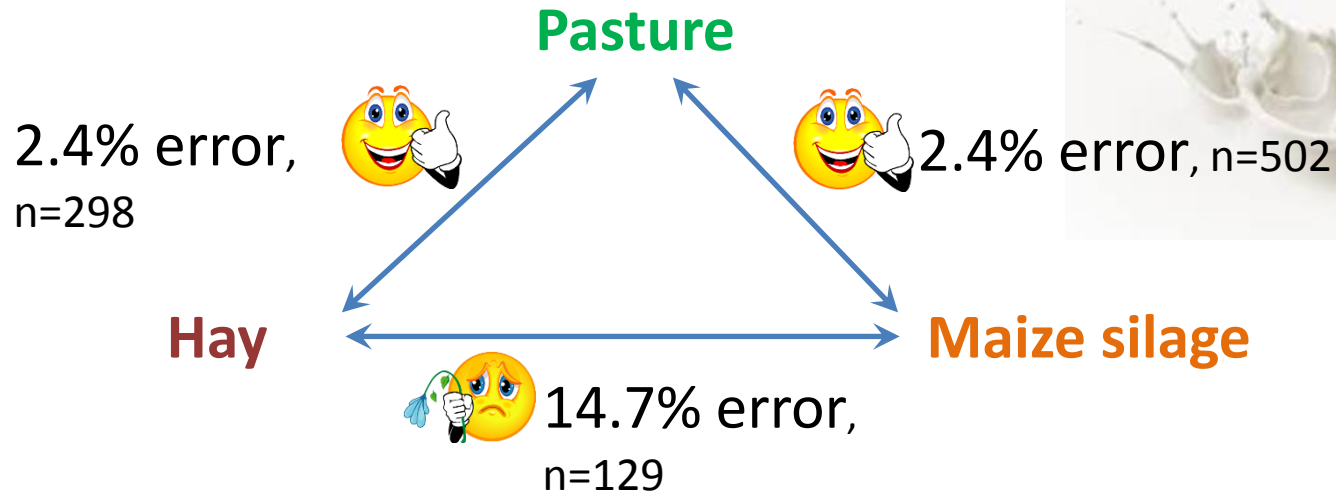 Pasture
2.4% error,
n=298
2.4% error, n=502
Hay
Maize silage
14.7% error,
n=129